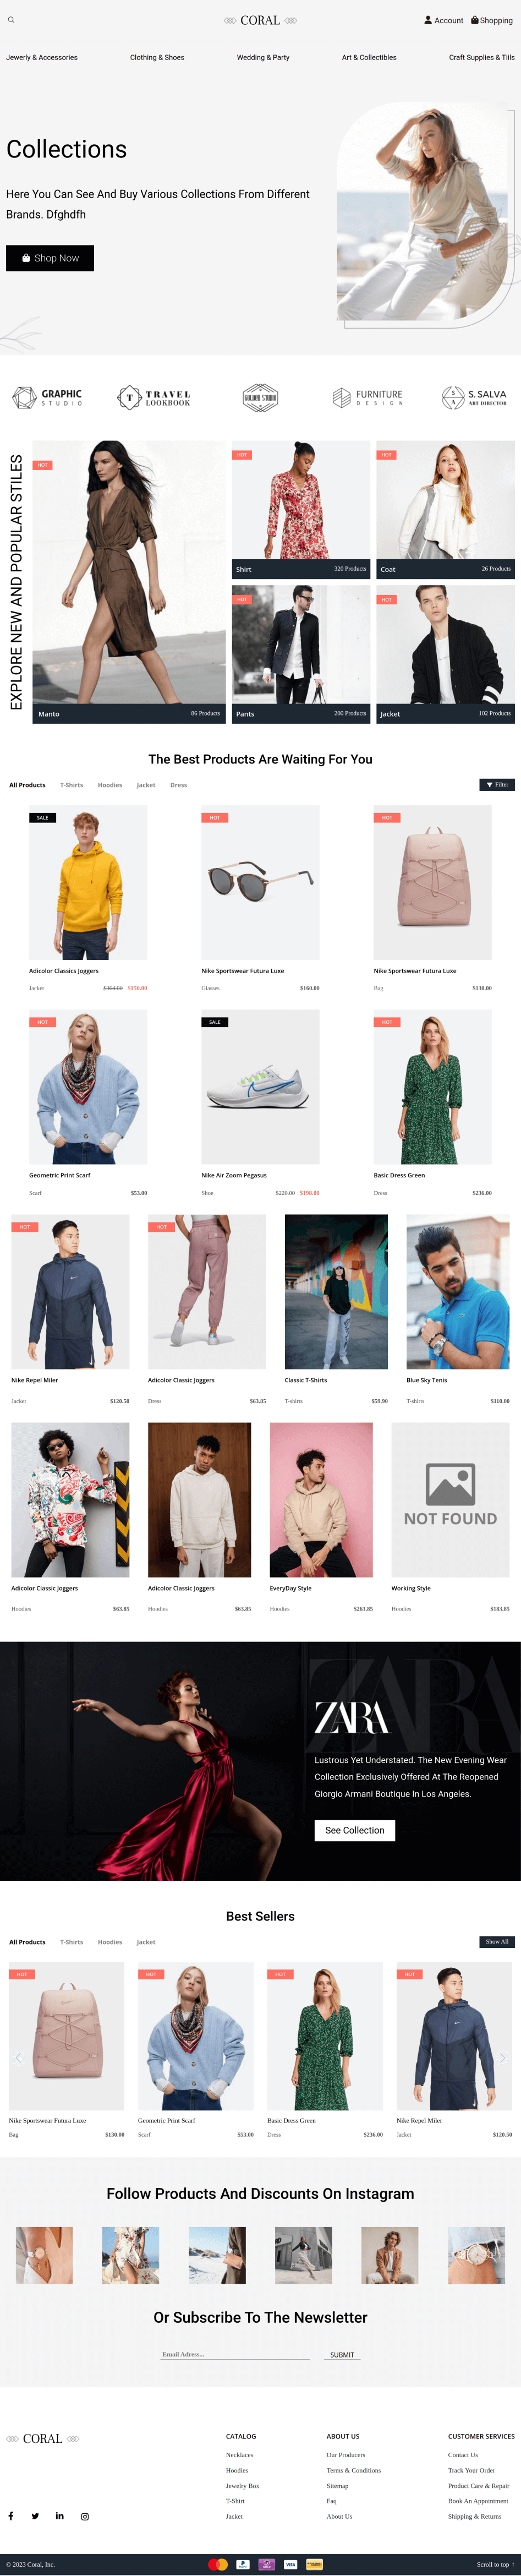 CORAL
Account
Shopping
Jewerly & Accessories
Clothing & Shoes
Wedding & Party
Art & Collectibles
Craft Supplies & Tiils
Collections
Here You Can See And Buy Various Collections From Different
Brands. Dfghdfh
Shop Now
GRAPHIC
STUDIO
T
TRAVEL
LOOKBOOK
GOLDEN STUDIO
FURNITURE
DESIGN
S
S A
S. SALVA
ART DIRECTOR
EXPLORE NEW AND POPULAR STILES
HOT
Manto
86 Products
HOT
Shirt
320 Products
HOT
Coat
26 Products
HOT
Pants
200 Products
HOT
Jacket
102 Products
The Best Products Are Waiting For You
All Products
T-Shirts
Hoodies
Jacket
Dress
Filter
SALE
Adicolor Classics Joggers
Jacket
$364.00
$150.00
HOT
Nike Sportswear Futura Luxe
Glasses
$160.00
HOT
Nike Sportswear Futura Luxe
Bag
$130.00
HOT
Geometric Print Scarf
Scarf
$53.00
SALE
Nike Air Zoom Pegasus
Shoe
$220.00
$198.00
HOT
Basic Dress Green
Dress
$236.00
HOT
Nike Repel Miler
Jacket
$120.50
HOT
Adicolor Classic Joggers
Dress
$63.85
Classic T-Shirts
T-shirts
$59.90
Blue Sky Tenis
T-shirts
$110.00
Adicolor Classic Joggers
Hoodies
$63.85
Adicolor Classic Joggers
Hoodies
$63.85
EveryDay Style
Hoodies
$263.85
NOT FOUND
Working Style
Hoodies
$183.85
ZARA
Lustrous Yet Understated. The New Evening Wear
Collection Exclusively Offered At The Reopened
Giorgio Armani Boutique In Los Angeles.
See Collection
Best Sellers
All Products
T-Shirts
Hoodies
Jacket
Show All
HOT
Nike Sportswear Futura Luxe
Bag
$130.00
HOT
Geometric Print Scarf
Scarf
$53.00
HOT
Basic Dress Green
Dress
$236.00
HOT
Nike Repel Miler
Jacket
$120.50
Follow Products And Discounts On Instagram
Or Subscribe To The Newsletter
Email Adress...
SUBMIT
CORAL
CATALOG
Necklaces
Hoodies
Jewelry Box
T-Shirt
Jacket
ABOUT US
Our Producers
Terms & Conditions
Sitemap
Faq
About Us
CUSTOMER SERVICES
Contact Us
Track Your Order
Product Care & Repair
Book An Appointment
Shipping & Returns
© 2023 Coral, Inc.
PayPal
VISA
Scroll to top ↑